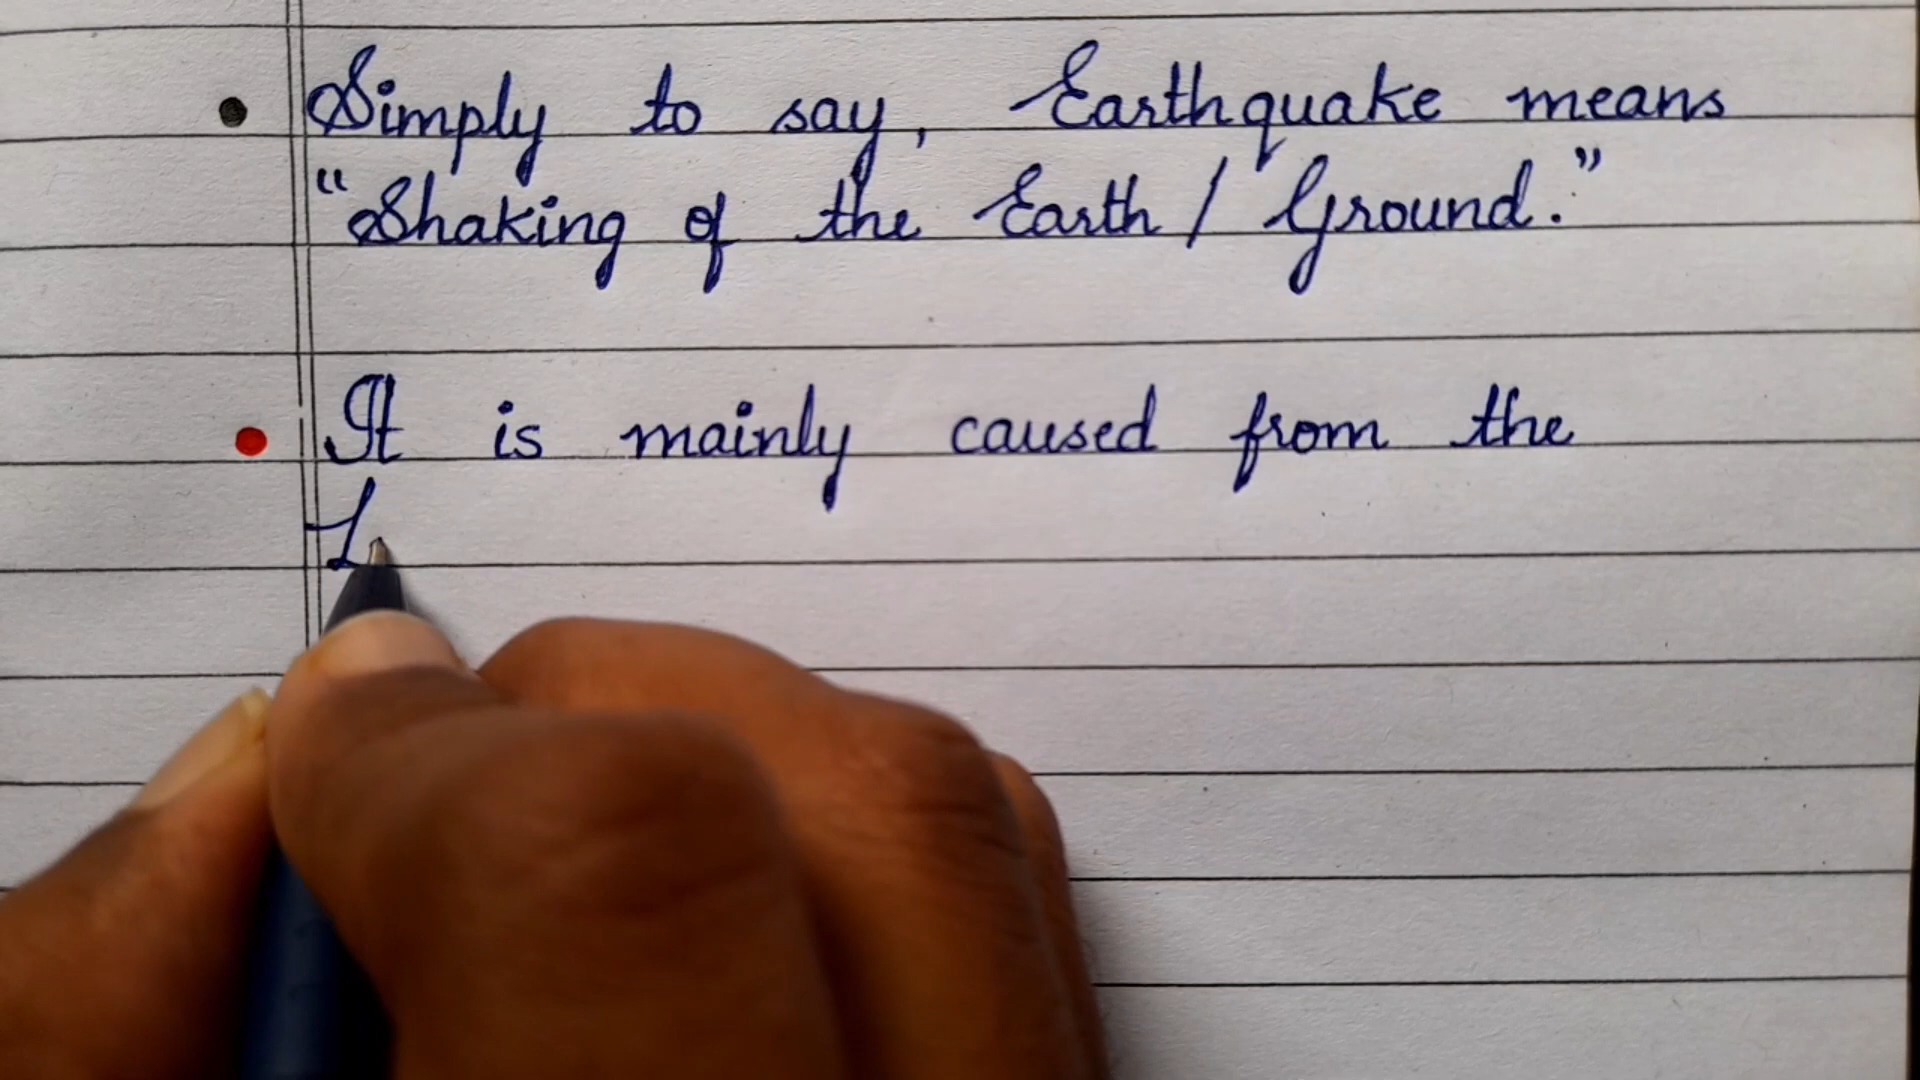 Simply to say, Earthquake means
"Shaking of the Earth / Ground."
It is mainly caused from the